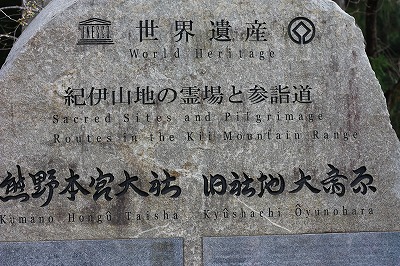 UNESCO
世界遺産
World Heritage
紀伊山地の霊場と参詣道
Sacred Sites and Pilgrimage
Routes in the Kii Mountain Range
熊野本宮大社 旧社地大斎原
Kumano Hongū Taisha Kyūshachi Ōyunohara